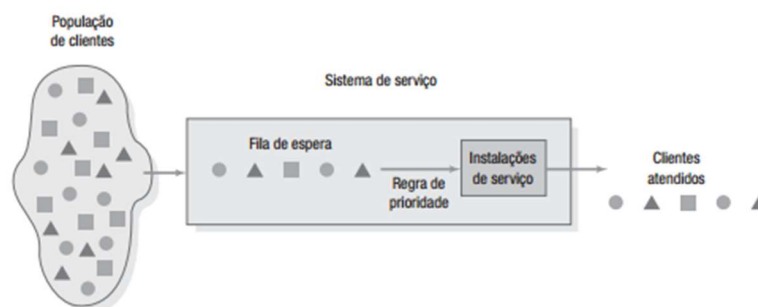 População
de clientes
Sistema de serviço
Fila de espera
Regra de
prioridade
Instalações
de serviço
Clientes
atendidos